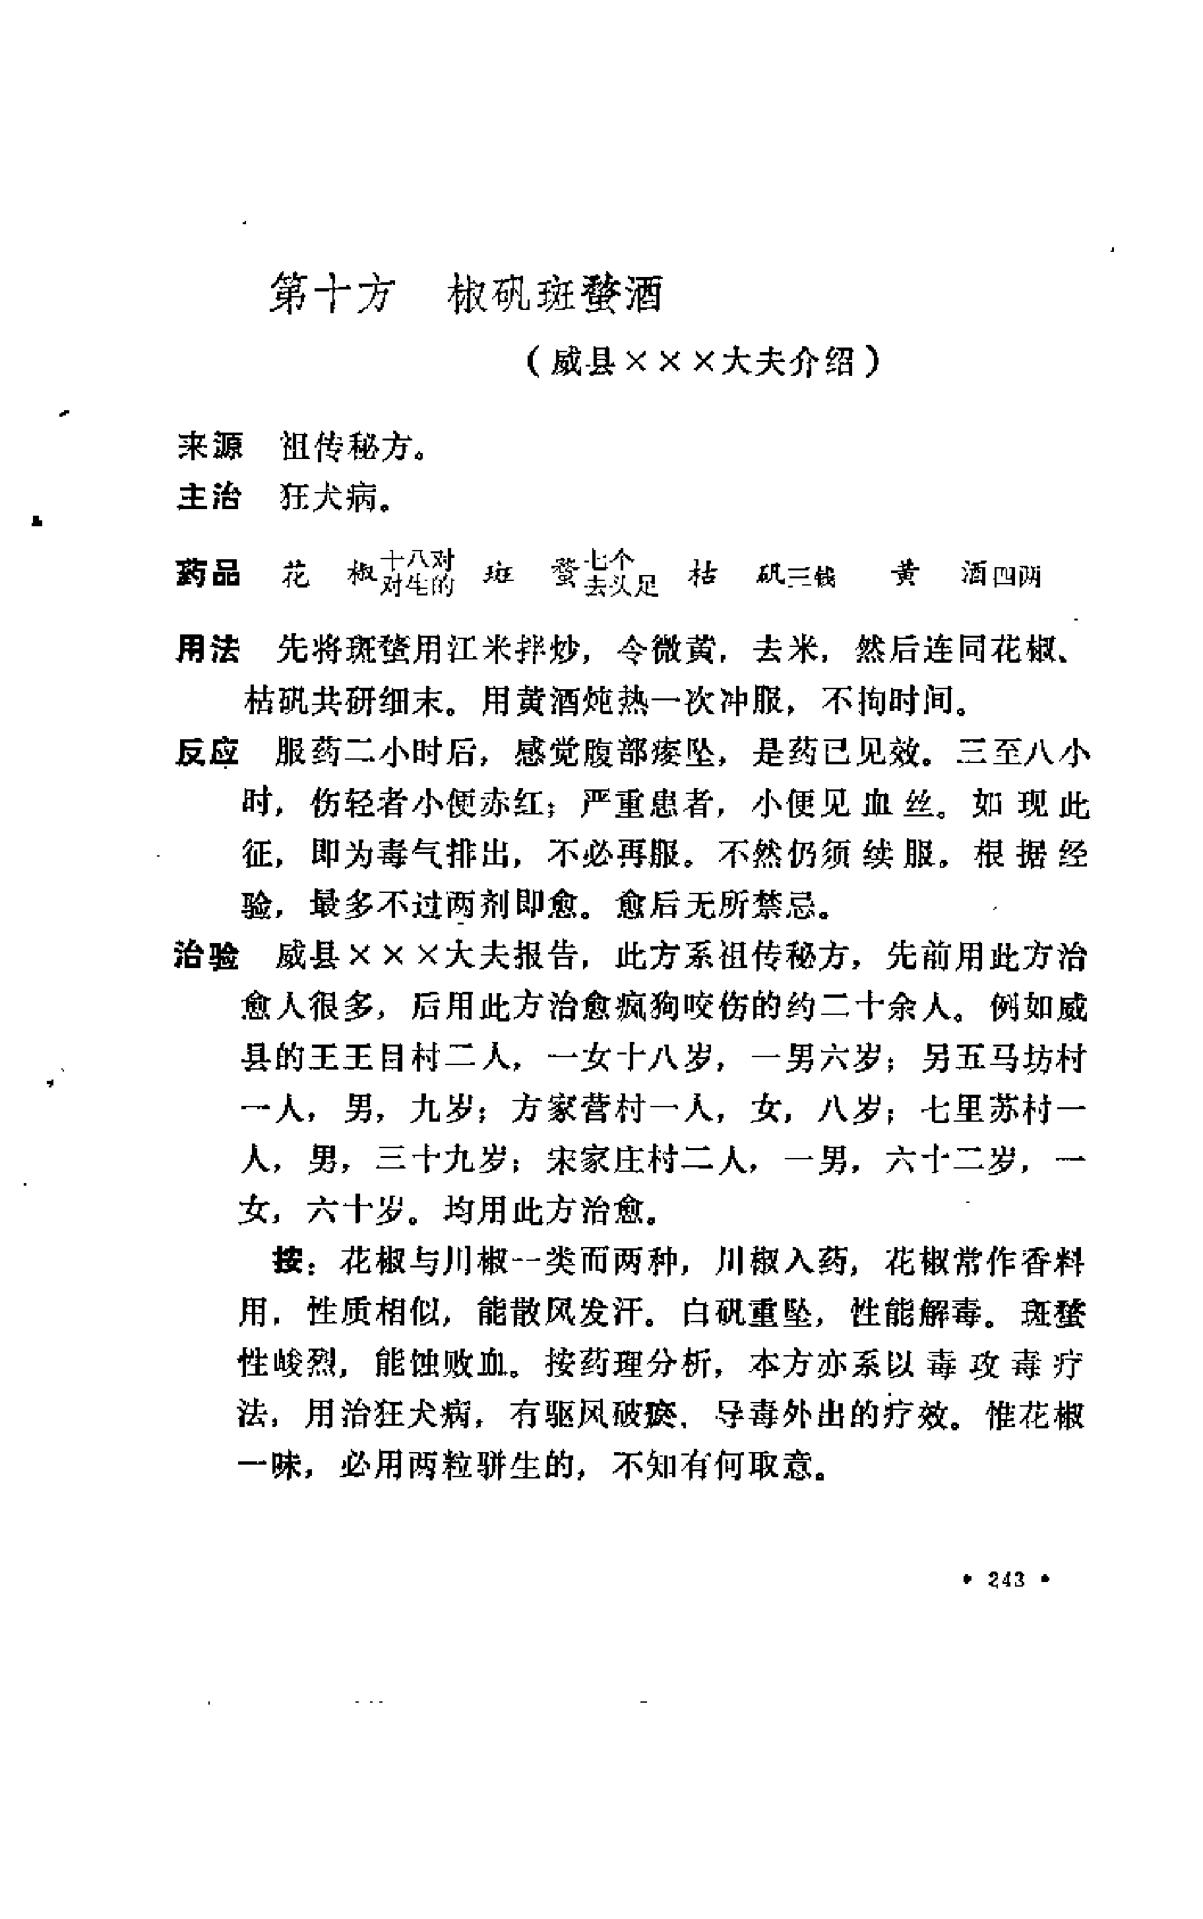 第十方　椒矾斑蝥酒
（威县×××大夫介绍）
来源　祖传秘方。
主治　狂犬病。
药品　花　椒十八对对生的　斑　蝥七个去头足　枯　矾三钱　黄　酒四两
用法　先将斑蝥用江米拌炒，令微黄，去米，然后连同花椒、
枯矾共研细末。用黄酒炖热一次冲服，不拘时间。
反应　服药二小时后，感觉腹部痠坠，是药已见效。三至八小
时，伤轻者小便赤红；严重患者，小便见血丝。如现此
征，即为毒气排出，不必再服。不然仍须续服。根据经
验，最多不过两剂即愈。愈后无所禁忌。
治验　威县×××大夫报告，此方系祖传秘方，先前用此方治
愈人很多，后用此方治愈疯狗咬伤的约二十余人。例如威
县的王王目村二人，一女十八岁，一男六岁；另五马坊村
一人，男，九岁；方家营村一人，女，八岁；七里苏村一
人，男，三十九岁；宋家庄村二人，一男，六十二岁，一
女，六十岁。均用此方治愈。
按：花椒与川椒一类而两种，川椒入药，花椒常作香料
用，性质相似，能散风发汗。白矾重坠，性能解毒。斑蝥
性峻烈，能蚀败血。按药理分析，本方亦系以毒攻毒疗
法，用治狂犬病，有驱风破瘀、导毒外出的疗效。惟花椒
一味，必用两粒骈生的，不知有何取意。
• 243 •